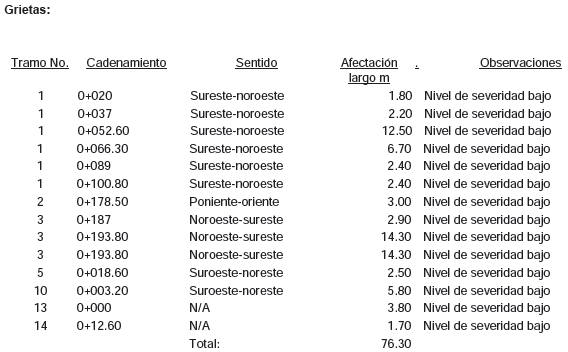 Grietas:
Tramo No. Cadenamiento Sentido Afectación . Observaciones
largo m
1 0+020 Sureste-noroeste 1.80 Nivel de severidad bajo
1 0+037 Sureste-noroeste 2.20 Nivel de severidad bajo
1 0+052.60 Sureste-noroeste 12.50 Nivel de severidad bajo
1 0+066.30 Sureste-noroeste 6.70 Nivel de severidad bajo
1 0+089 Sureste-noroeste 2.40 Nivel de severidad bajo
1 0+100.80 Sureste-noroeste 2.40 Nivel de severidad bajo
2 0+178.50 Poniente-oriente 3.00 Nivel de severidad bajo
3 0+187 Noroeste-sureste 2.90 Nivel de severidad bajo
3 0+193.80 Noroeste-sureste 14.30 Nivel de severidad bajo
3 0+193.80 Noroeste-sureste 14.30 Nivel de severidad bajo
5 0+018.60 Suroeste-noreste 2.50 Nivel de severidad bajo
10 0+003.20 Suroeste-noreste 5.80 Nivel de severidad bajo
13 0+000 N/A 3.80 Nivel de severidad bajo
14 0+12.60 N/A 1.70 Nivel de severidad bajo
Total: 76.30